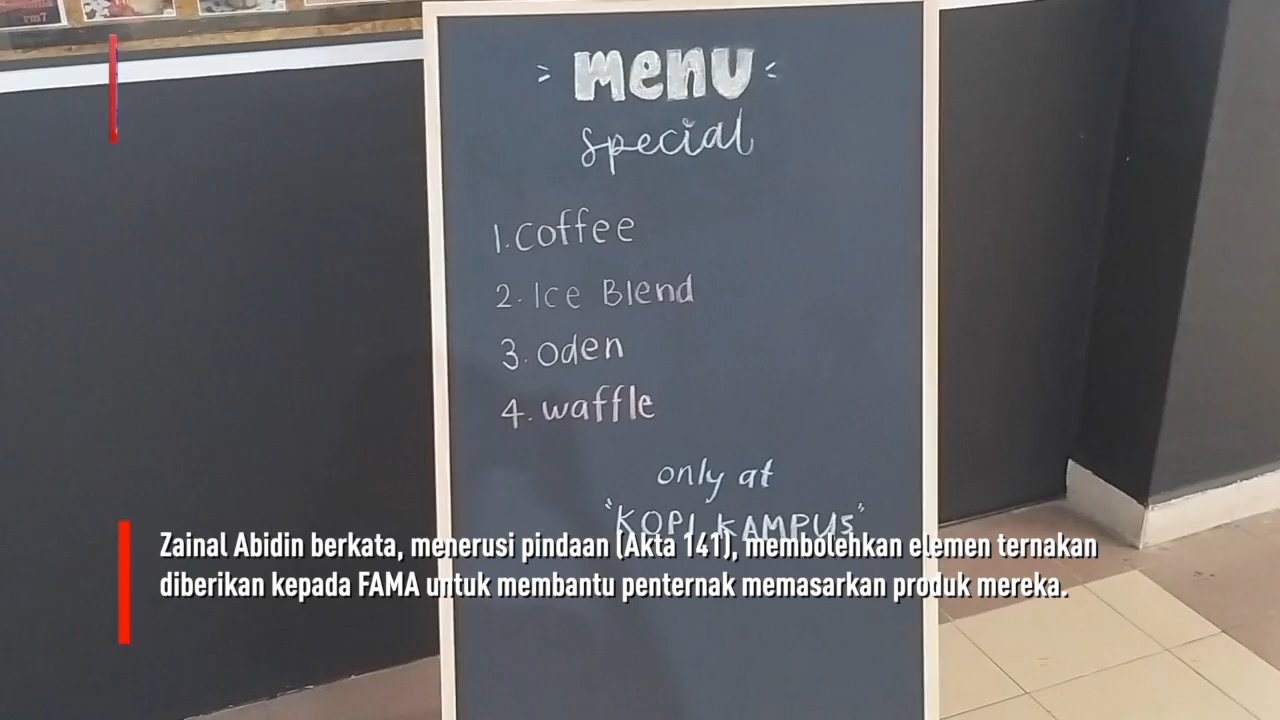 rm7
menu
special
1. Coffee
2. Ice Blend
3. Oden
4. waffle
only at
"KOPI KAMPUS"
Zainal Abidin berkata, menerusi pindaan (Akta 141), membolehkan elemen ternakan
diberikan kepada FAMA untuk membantu penternak memasarkan produk mereka.